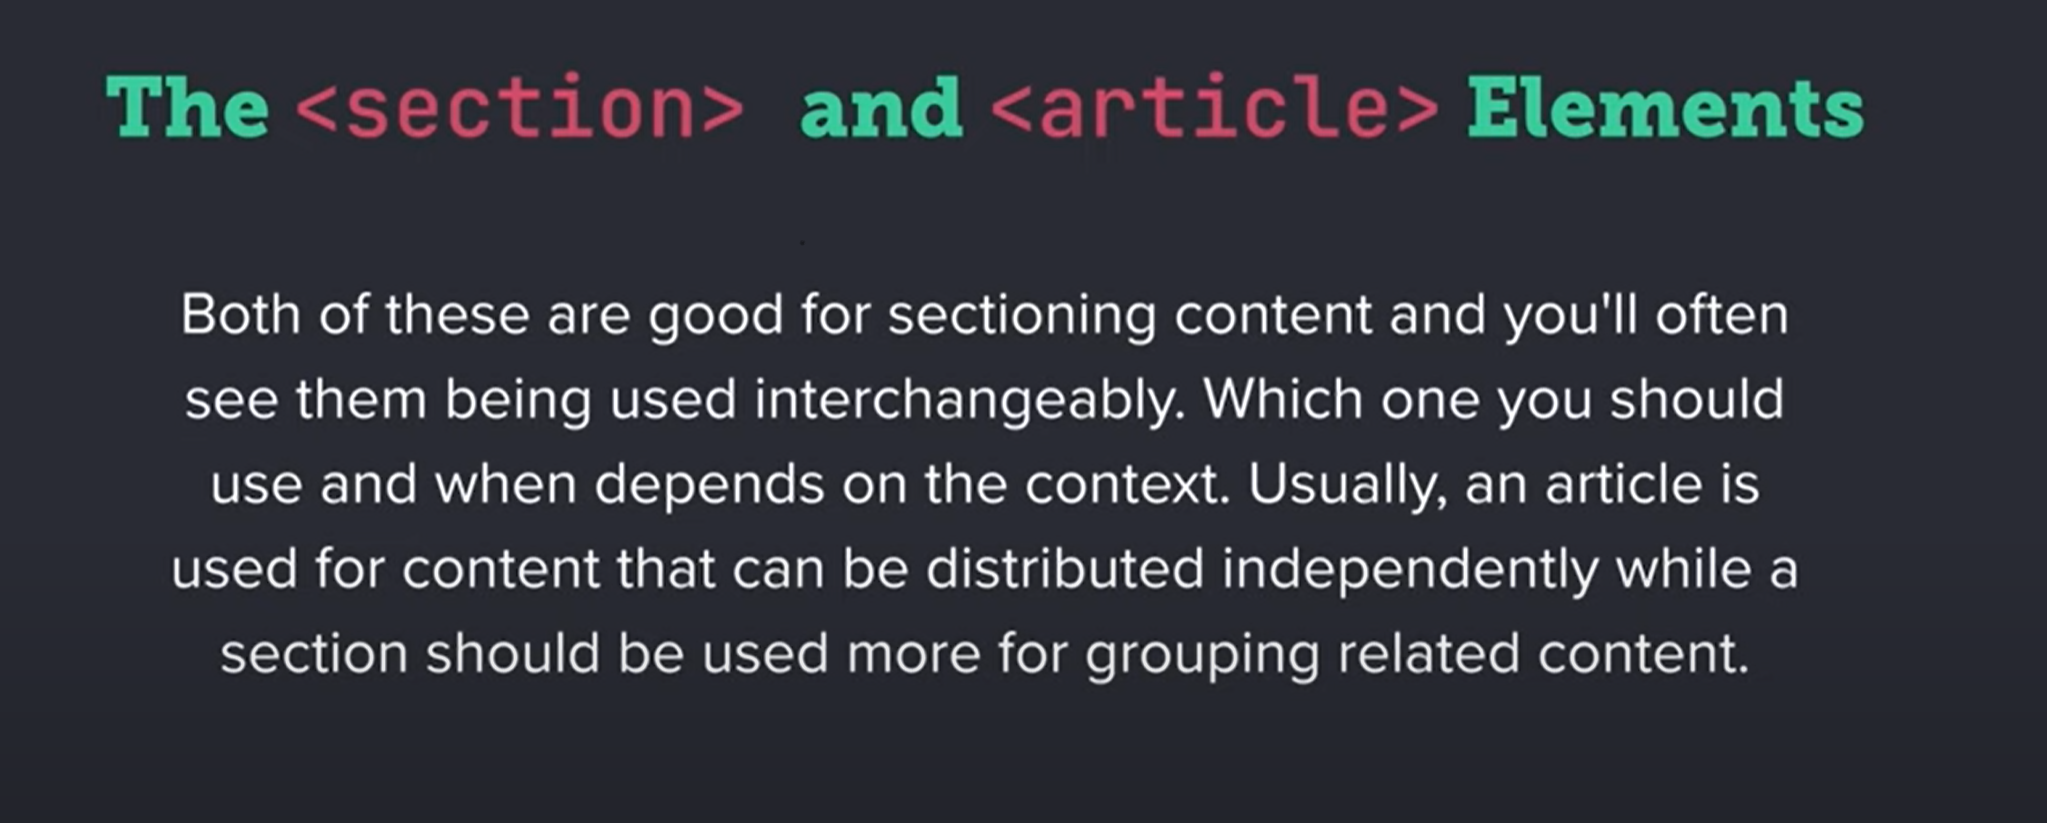 The <section> and <article> Elements
Both of these are good for sectioning content and you'll often
see them being used interchangeably. Which one you should
use and when depends on the context. Usually, an article is
used for content that can be distributed independently while a
section should be used more for grouping related content.